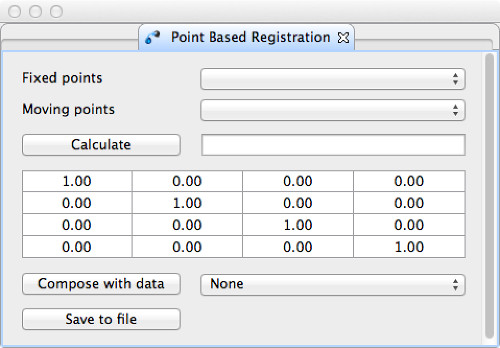 Point Based Registration
Fixed points
Moving points
Calculate
1.00 0.00 0.00 0.00
0.00 1.00 0.00 0.00
0.00 0.00 1.00 0.00
0.00 0.00 0.00 1.00
Compose with data None
Save to file